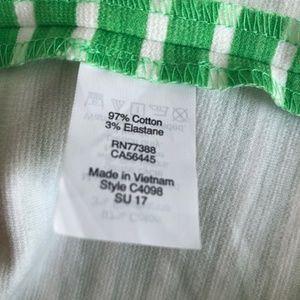 97% Cotton
3% Elastane
RN77388
CA56445
Made in Vietnam
Style C4098
SU 17